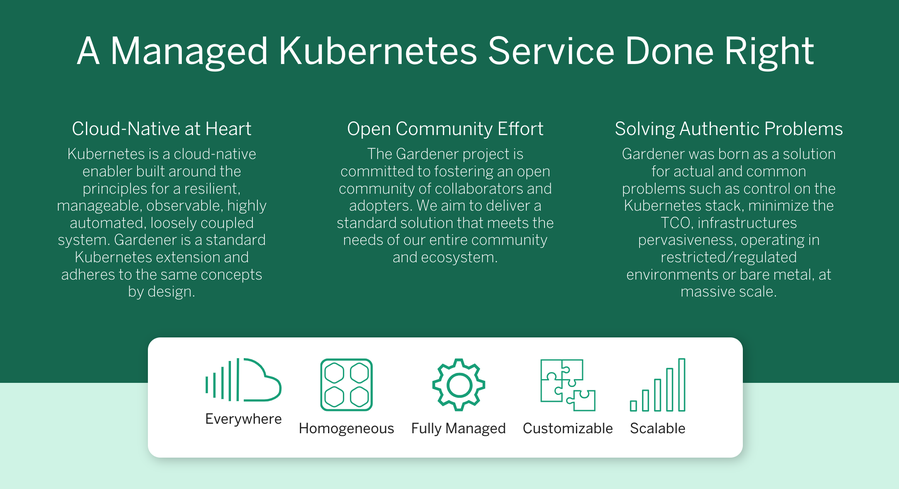 A Managed Kubernetes Service Done Right
Cloud-Native at Heart
Kubernetes is a cloud-native
enabler built around the
principles for a resilient,
manageable, observable, highly
automated, loosely coupled
system. Gardener is a standard
Kubernetes extension and
adheres to the same concepts
by design.
Open Community Effort
The Gardener project is
committed to fostering an open
community of collaborators and
adopters. We aim to deliver a
standard solution that meets the
needs of our entire community
and ecosystem.
Solving Authentic Problems
Gardener was born as a solution
for actual and common
problems such as control on the
Kubernetes stack, minimize the
TCO, infrastructures
pervasiveness, operating in
restricted/regulated
environments or bare metal, at
massive scale.
Everywhere
Homogeneous
Fully Managed
Customizable
Scalable